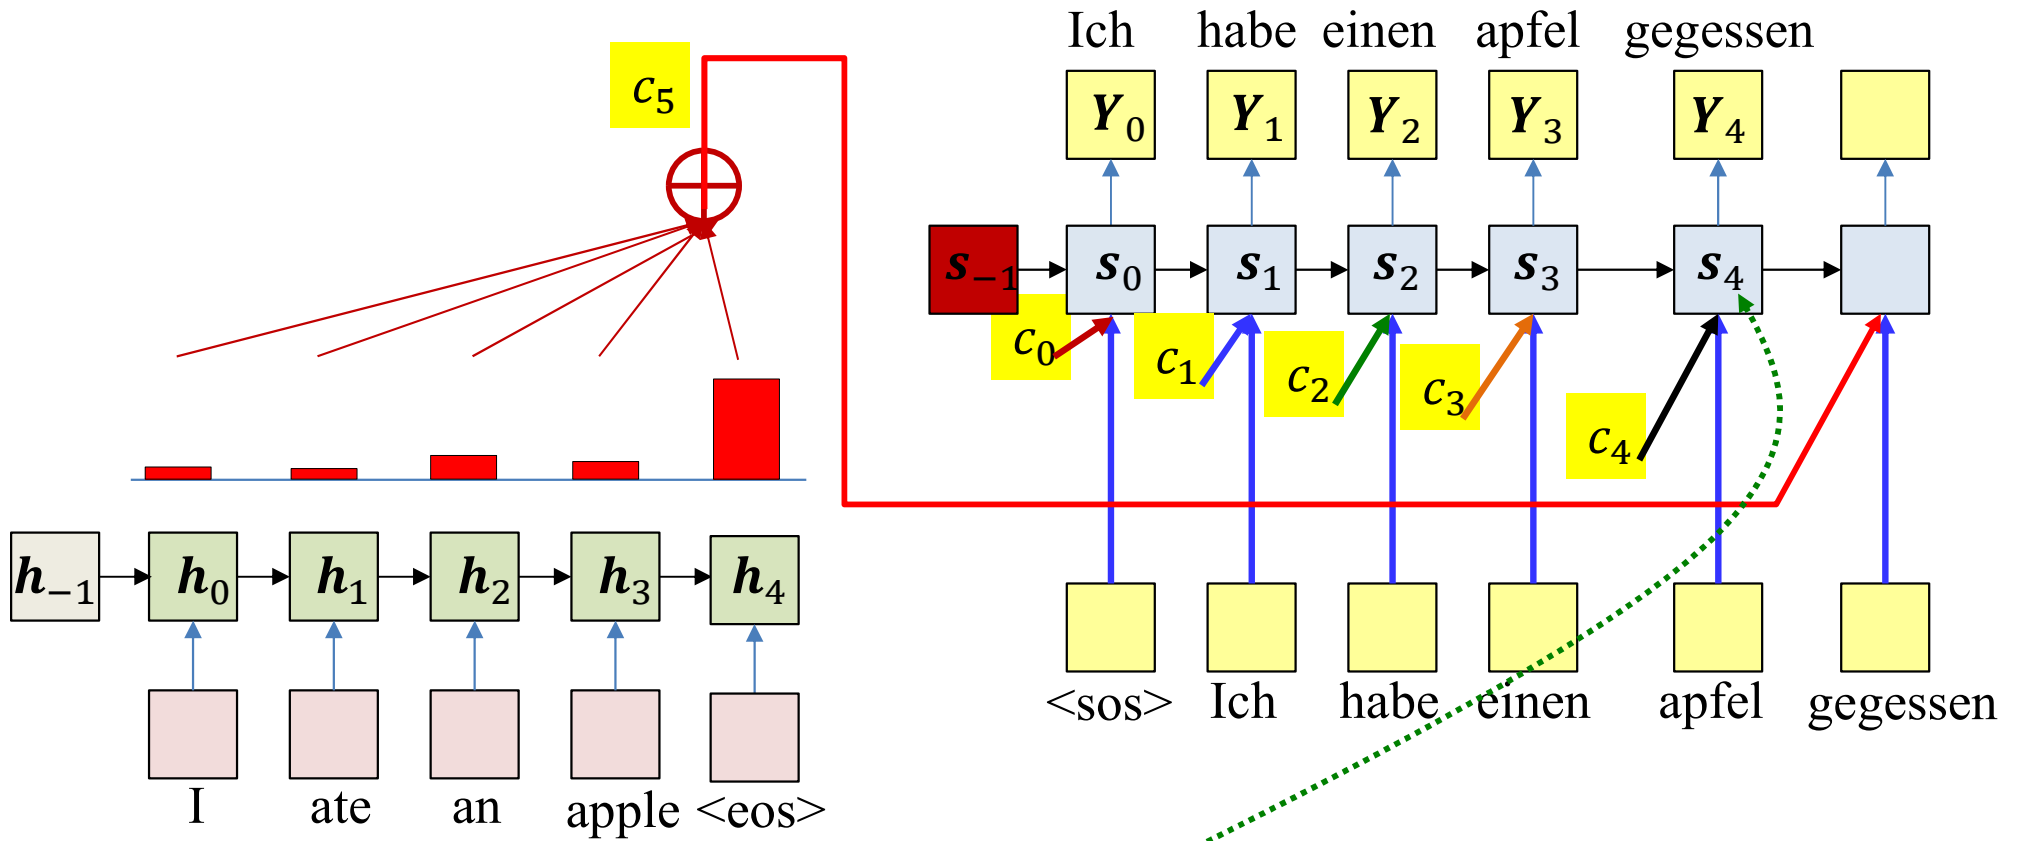 Ich habe einen apfel gegessen
c₅
Y₀ Y₁ Y₂ Y₃ Y₄
s₋₁ s₀ s₁ s₂ s₃ s₄
c₀ c₁ c₂ c₃ c₄
h₋₁ h₀ h₁ h₂ h₃ h₄
<sos> Ich habe einen apfel gegessen
I ate an apple <eos>